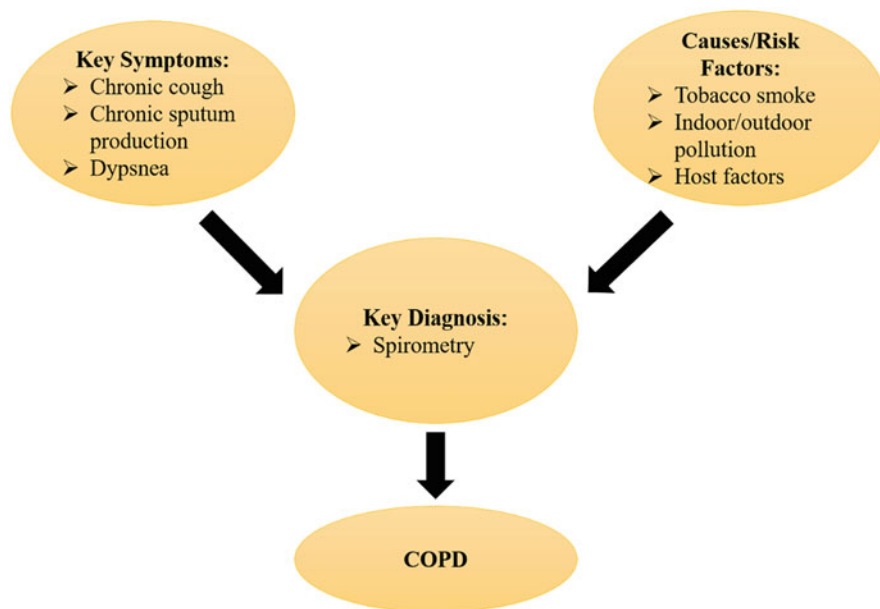 Key Symptoms:
➢ Chronic cough
➢ Chronic sputum
production
➢ Dypsnea
Causes/Risk
Factors:
➢ Tobacco smoke
➢ Indoor/outdoor
pollution
➢ Host factors
Key Diagnosis:
➢ Spirometry
COPD